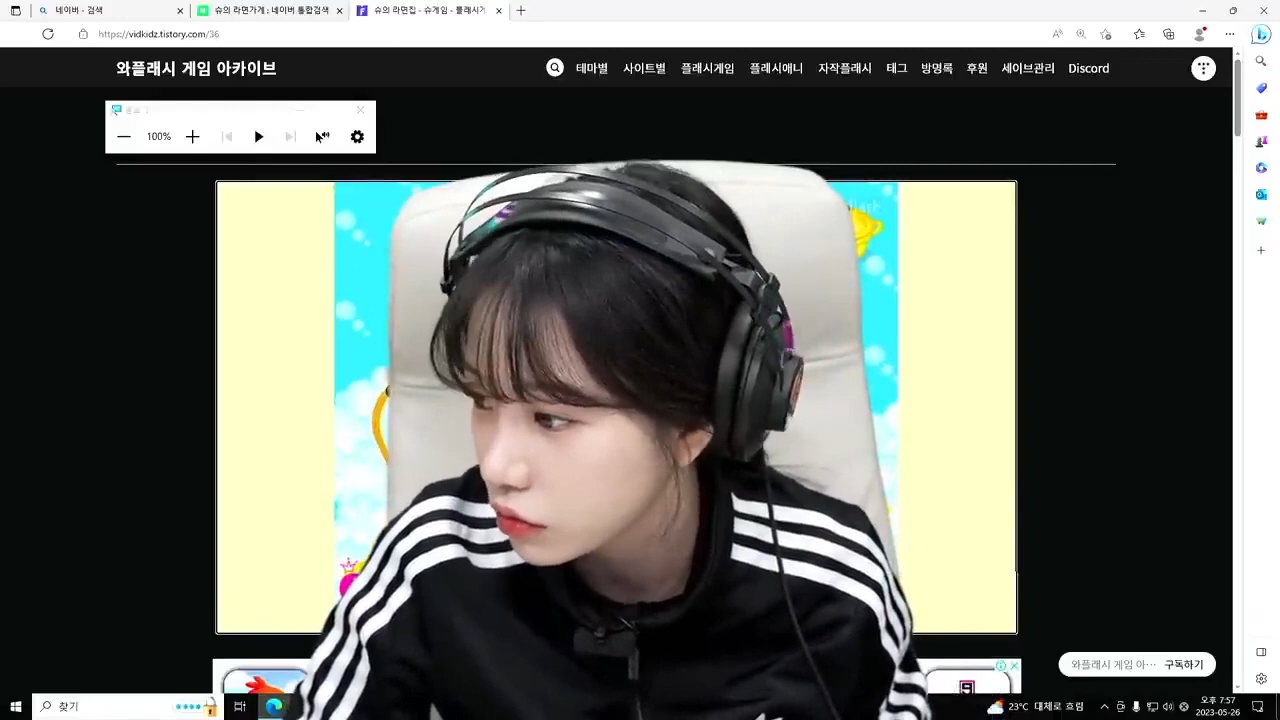 네이버 - 검색
슈의 라면가게 : 네이버 통합검색
슈의 라면집 - 슈게임 - 플래시게
https://vidkidz.tistory.com/36
와플래시 게임 아카이브
테마별 사이트별 플래시게임 플래시애니 자작플래시 태그 방명록 후원 세이브관리 Discord
100%
와플래시 게임 아··· 구독하기
찾기
23°C 대체로 흐림
오후 7:57
2023-05-26